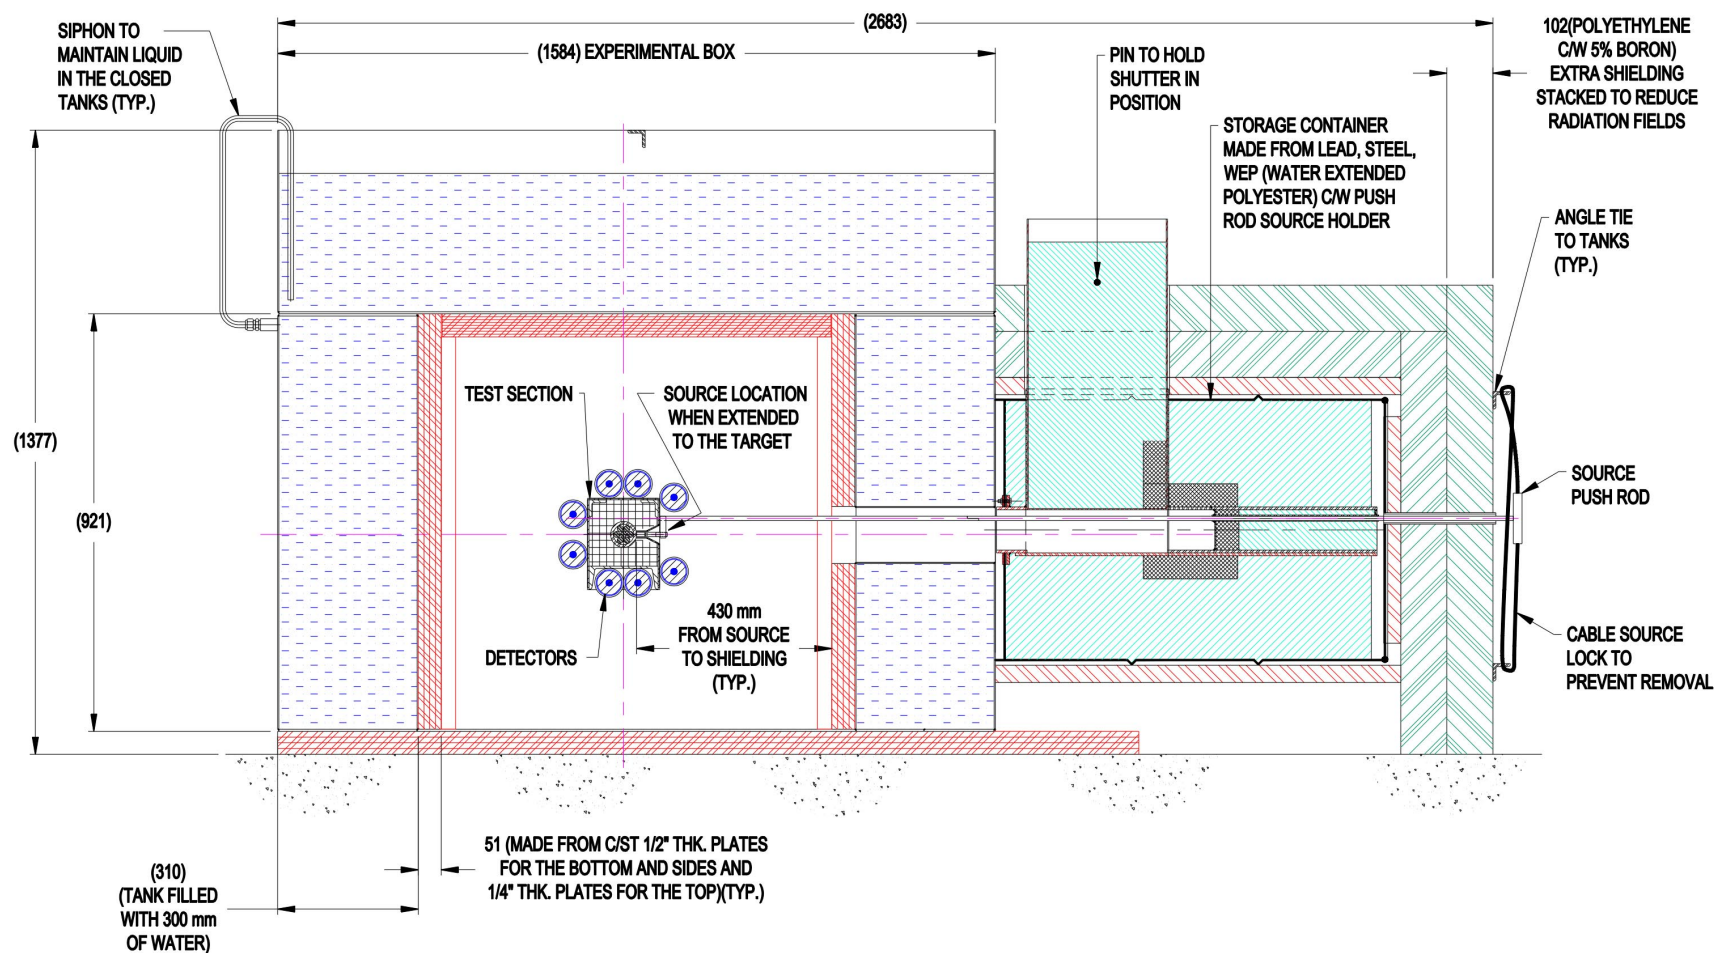 (2683)
(1584) EXPERIMENTAL BOX
SIPHON TO
MAINTAIN LIQUID
IN THE CLOSED
TANKS (TYP.)
PIN TO HOLD
SHUTTER IN
POSITION
102(POLYETHYLENE
C/W 5% BORON)
EXTRA SHIELDING
STACKED TO REDUCE
RADIATION FIELDS
STORAGE CONTAINER
MADE FROM LEAD, STEEL,
WEP (WATER EXTENDED
POLYESTER) C/W PUSH
ROD SOURCE HOLDER
ANGLE TIE
TO TANKS
(TYP.)
TEST SECTION
SOURCE LOCATION
WHEN EXTENDED
TO THE TARGET
(1377)
(921)
SOURCE
PUSH ROD
430 mm
FROM SOURCE
TO SHIELDING
(TYP.)
DETECTORS
CABLE SOURCE
LOCK TO
PREVENT REMOVAL
51 (MADE FROM C/ST 1/2" THK. PLATES
FOR THE BOTTOM AND SIDES AND
1/4" THK. PLATES FOR THE TOP)(TYP.)
(310)
(TANK FILLED
WITH 300 mm
OF WATER)